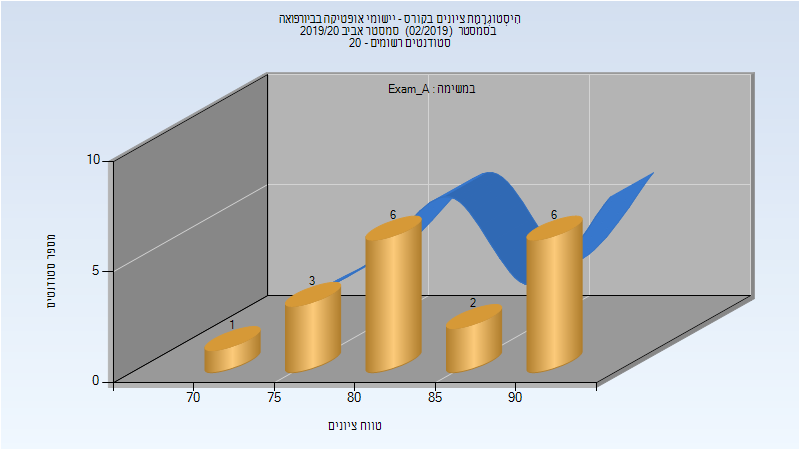 היסטוגרמת ציונים בקורס - יישומי אופטיקה בביורפואה
בסמסטר (02/2019) סמסטר אביב 2019/20
סטודנטים רשומים - 20
במשימה : Exam_A
10
5
0
מספר סטודנטים
1
3
6
2
6
70
75
80
85
90
טווח ציונים